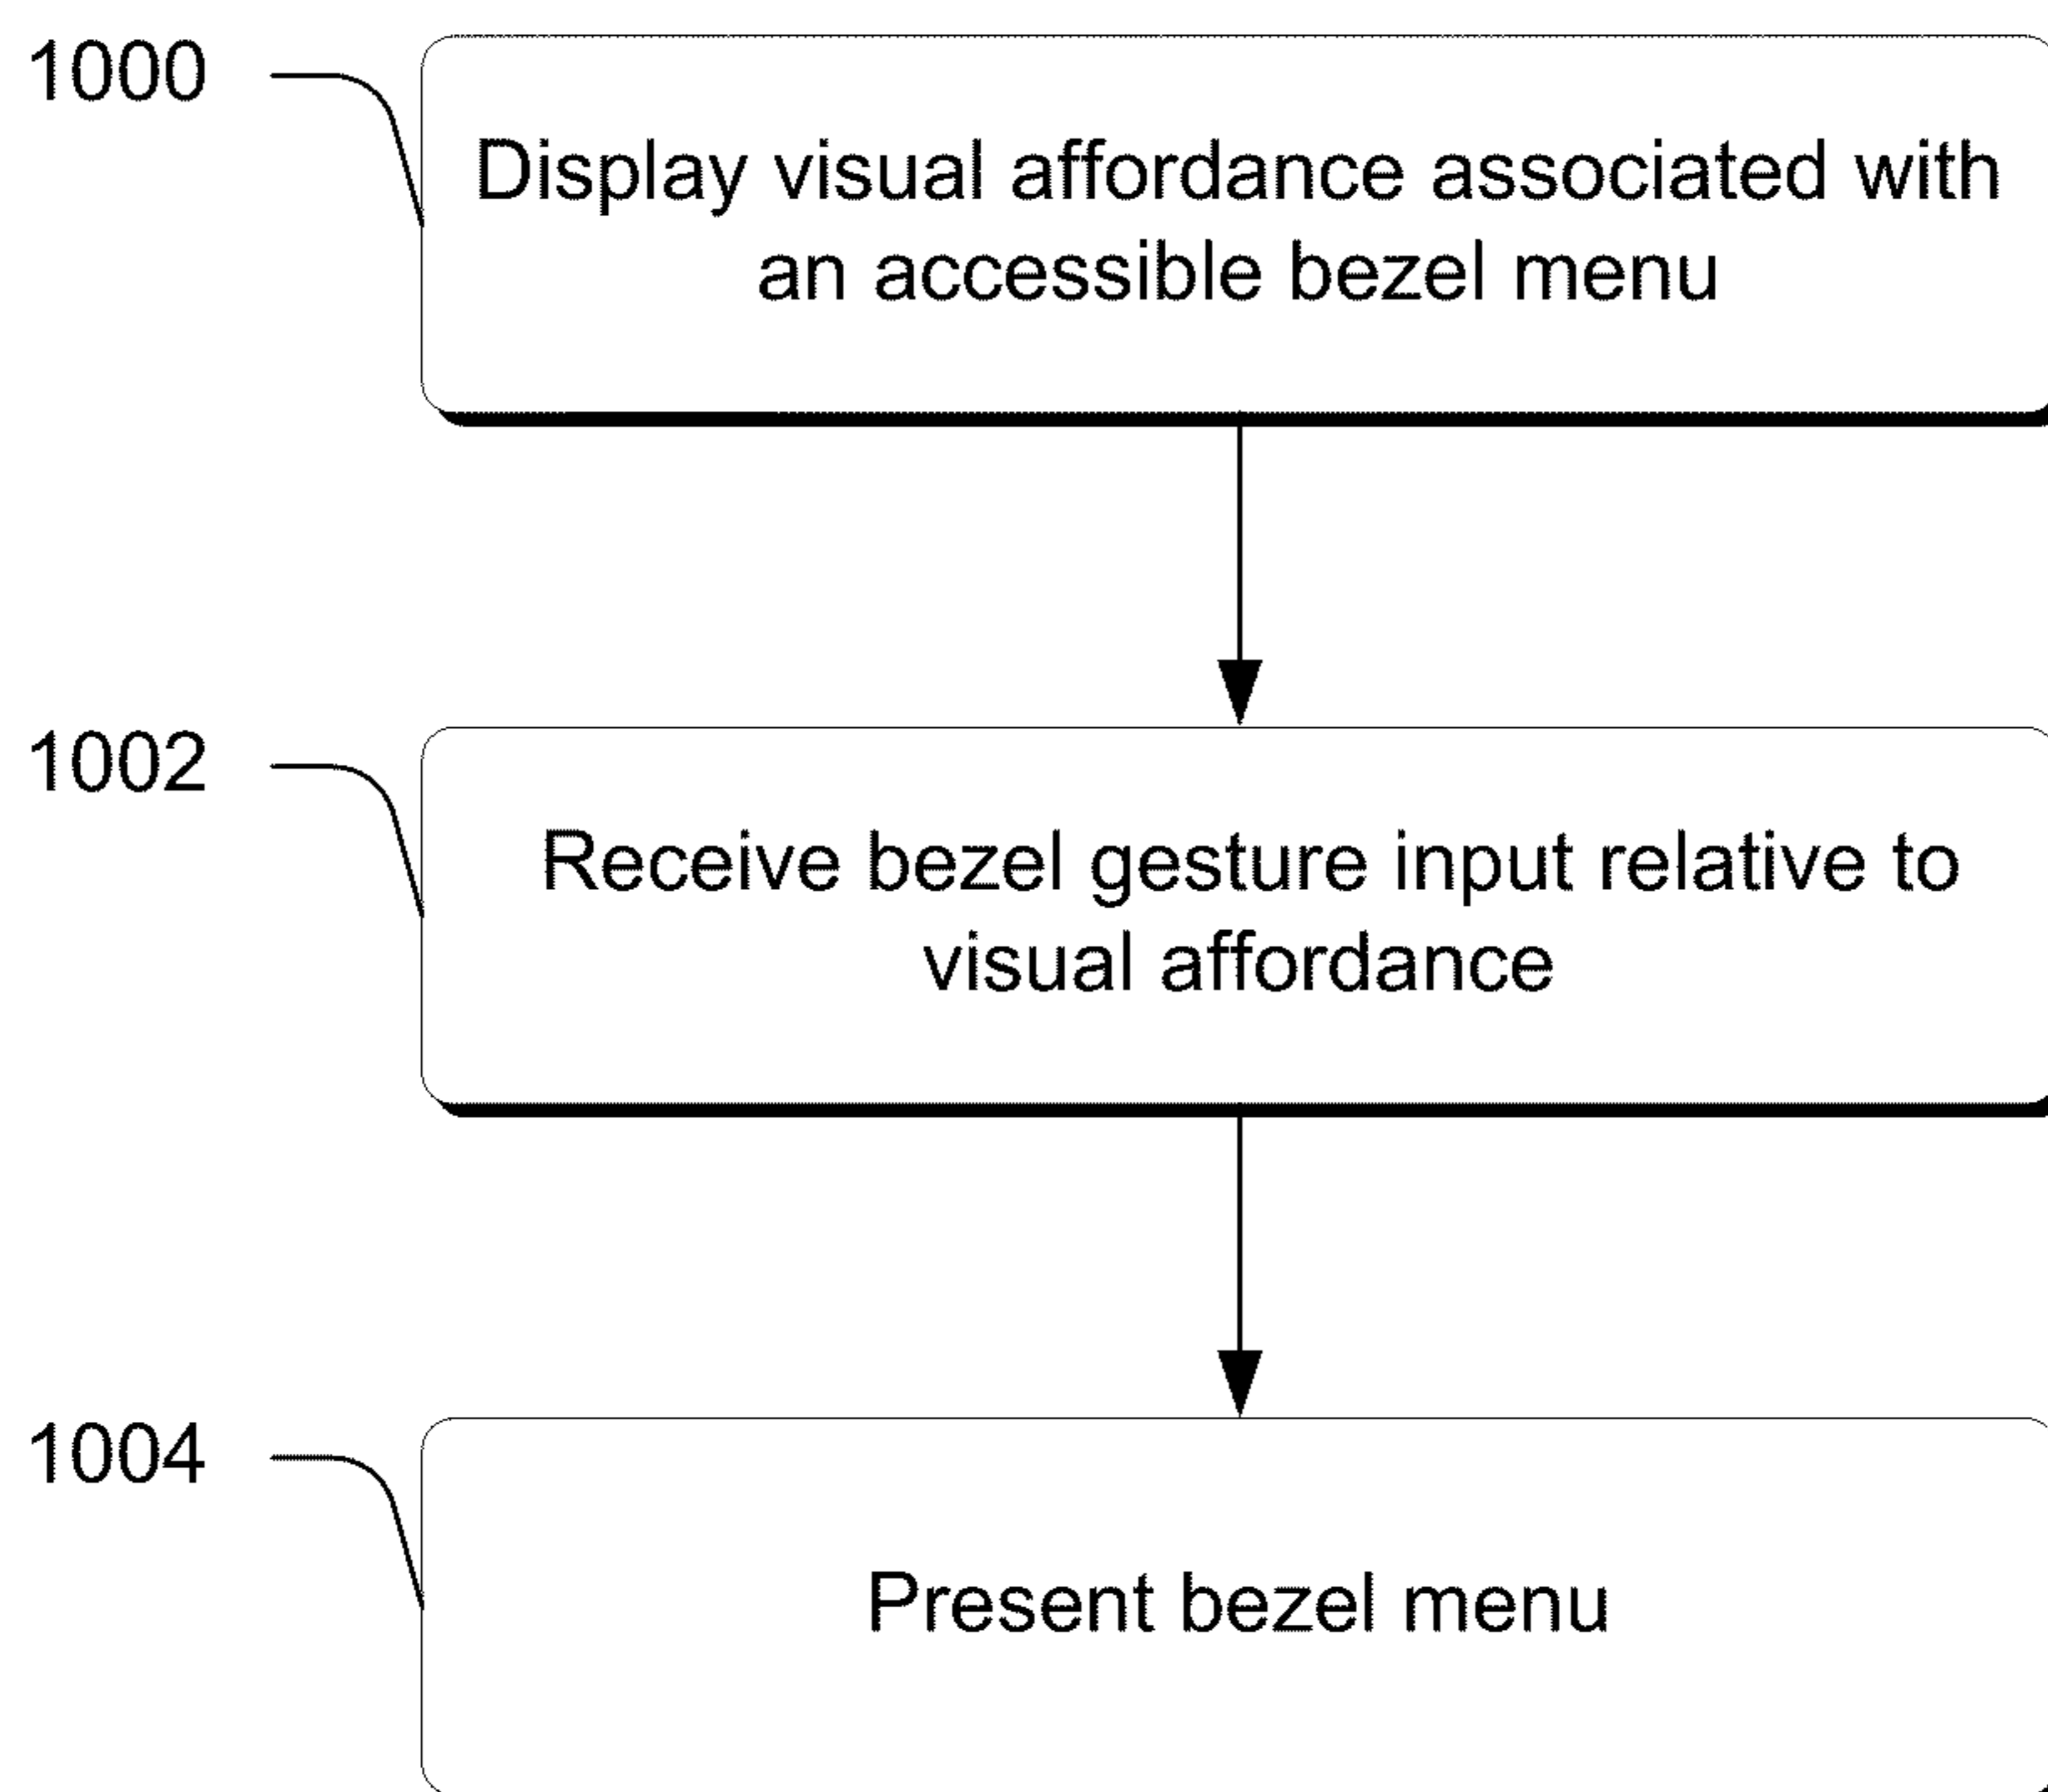 1000
Display visual affordance associated with
an accessible bezel menu
1002
Receive bezel gesture input relative to
visual affordance
1004
Present bezel menu